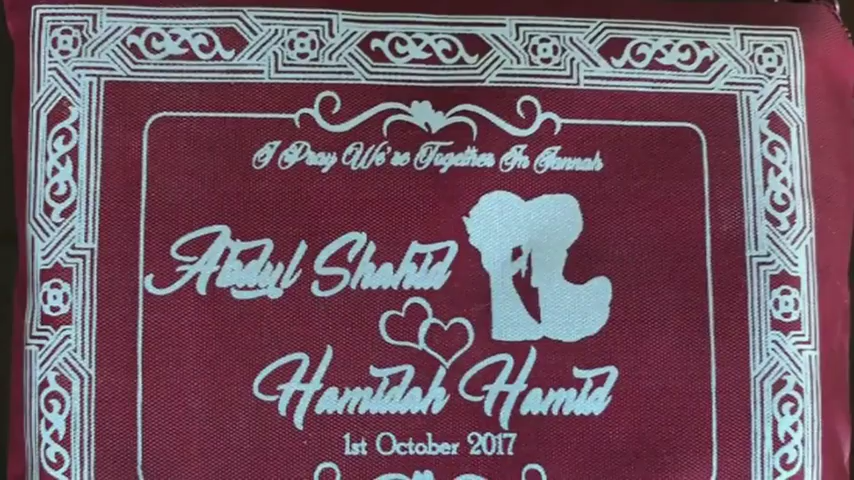 I Pray We're Together In Jannah
Abdul Shahid
Hamidah Hamid
1st October 2017